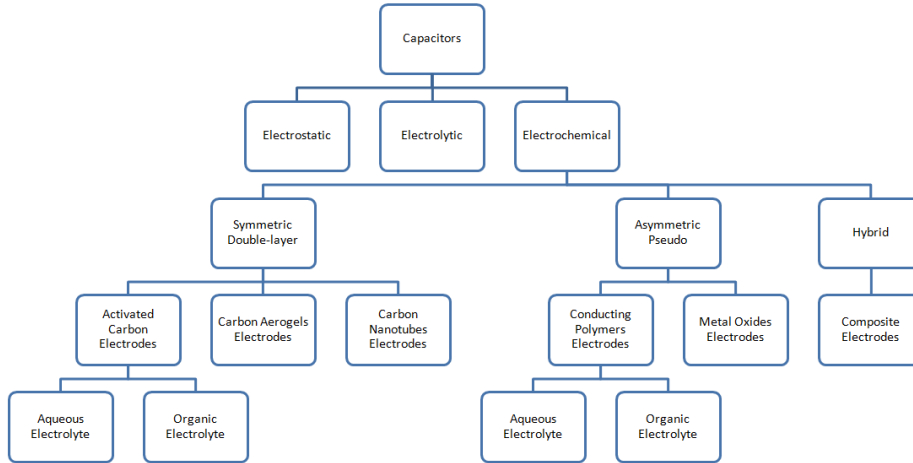 Capacitors
Electrostatic
Electrolytic
Electrochemical
Symmetric
Double-layer
Asymmetric
Pseudo
Hybrid
Activated
Carbon
Electrodes
Carbon Aerogels
Electrodes
Carbon
Nanotubes
Electrodes
Conducting
Polymers
Electrodes
Metal Oxides
Electrodes
Composite
Electrodes
Aqueous
Electrolyte
Organic
Electrolyte
Aqueous
Electrolyte
Organic
Electrolyte